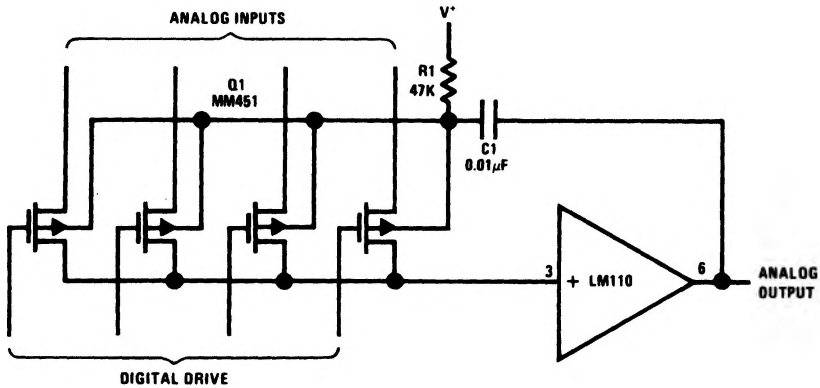 ANALOG INPUTS
V+
R1
47K
Q1
MM451
C1
0.01µF
3
+
LM110
6
ANALOG
OUTPUT
DIGITAL DRIVE